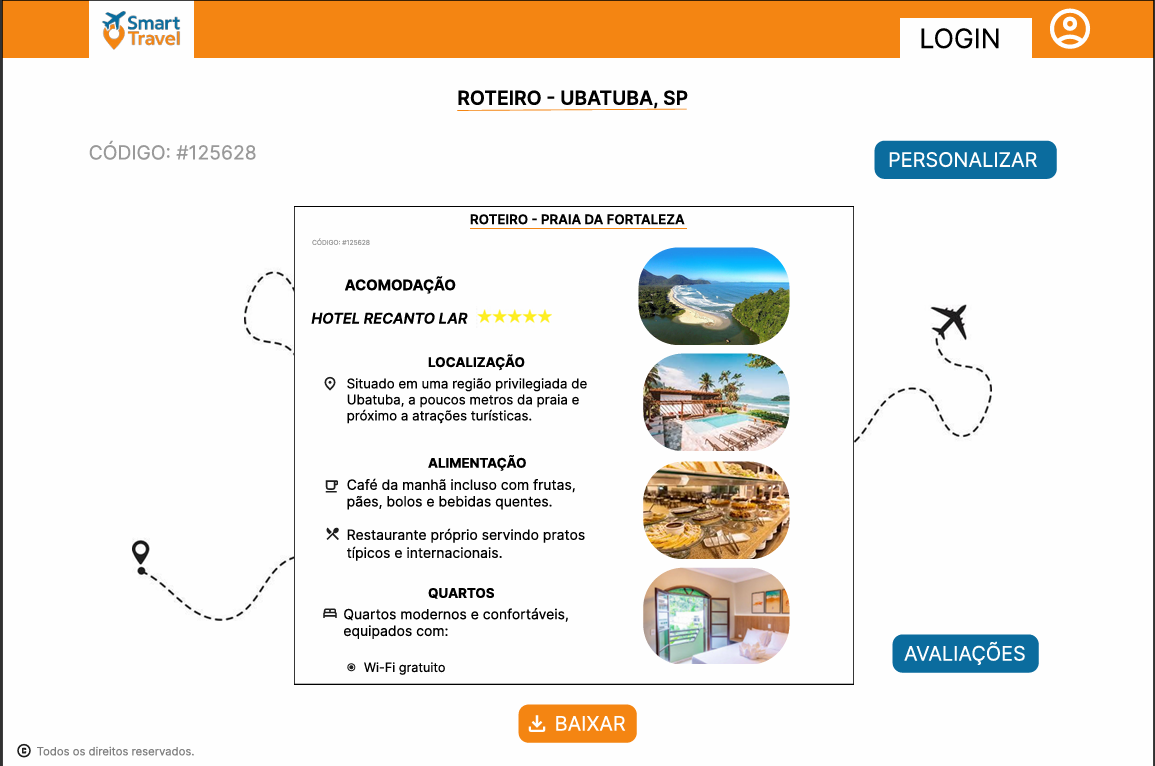 Smart
Travel
LOGIN
ROTEIRO - UBATUBA, SP
CÓDIGO: #125628
PERSONALIZAR
ROTEIRO - PRAIA DA FORTALEZA
CÓDIGO: #125628
ACOMODAÇÃO
HOTEL RECANTO LAR
LOCALIZAÇÃO
Situado em uma região privilegiada de
Ubatuba, a poucos metros da praia e
próximo a atrações turísticas.
ALIMENTAÇÃO
Café da manhã incluso com frutas,
pães, bolos e bebidas quentes.
Restaurante próprio servindo pratos
típicos e internacionais.
QUARTOS
Quartos modernos e confortáveis,
equipados com:
Wi-Fi gratuito
AVALIAÇÕES
BAIXAR
© Todos os direitos reservados.